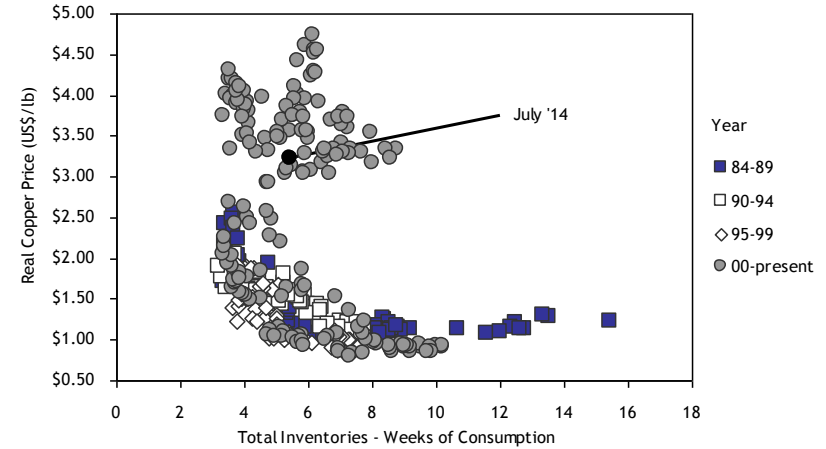 $5.00
$4.50
$4.00
$3.50
$3.00
$2.50
$2.00
$1.50
$1.00
$0.50
Real Copper Price (US$/lb)
July '14
Year
84-89
90-94
95-99
00-present
0 2 4 6 8 10 12 14 16 18
Total Inventories - Weeks of Consumption